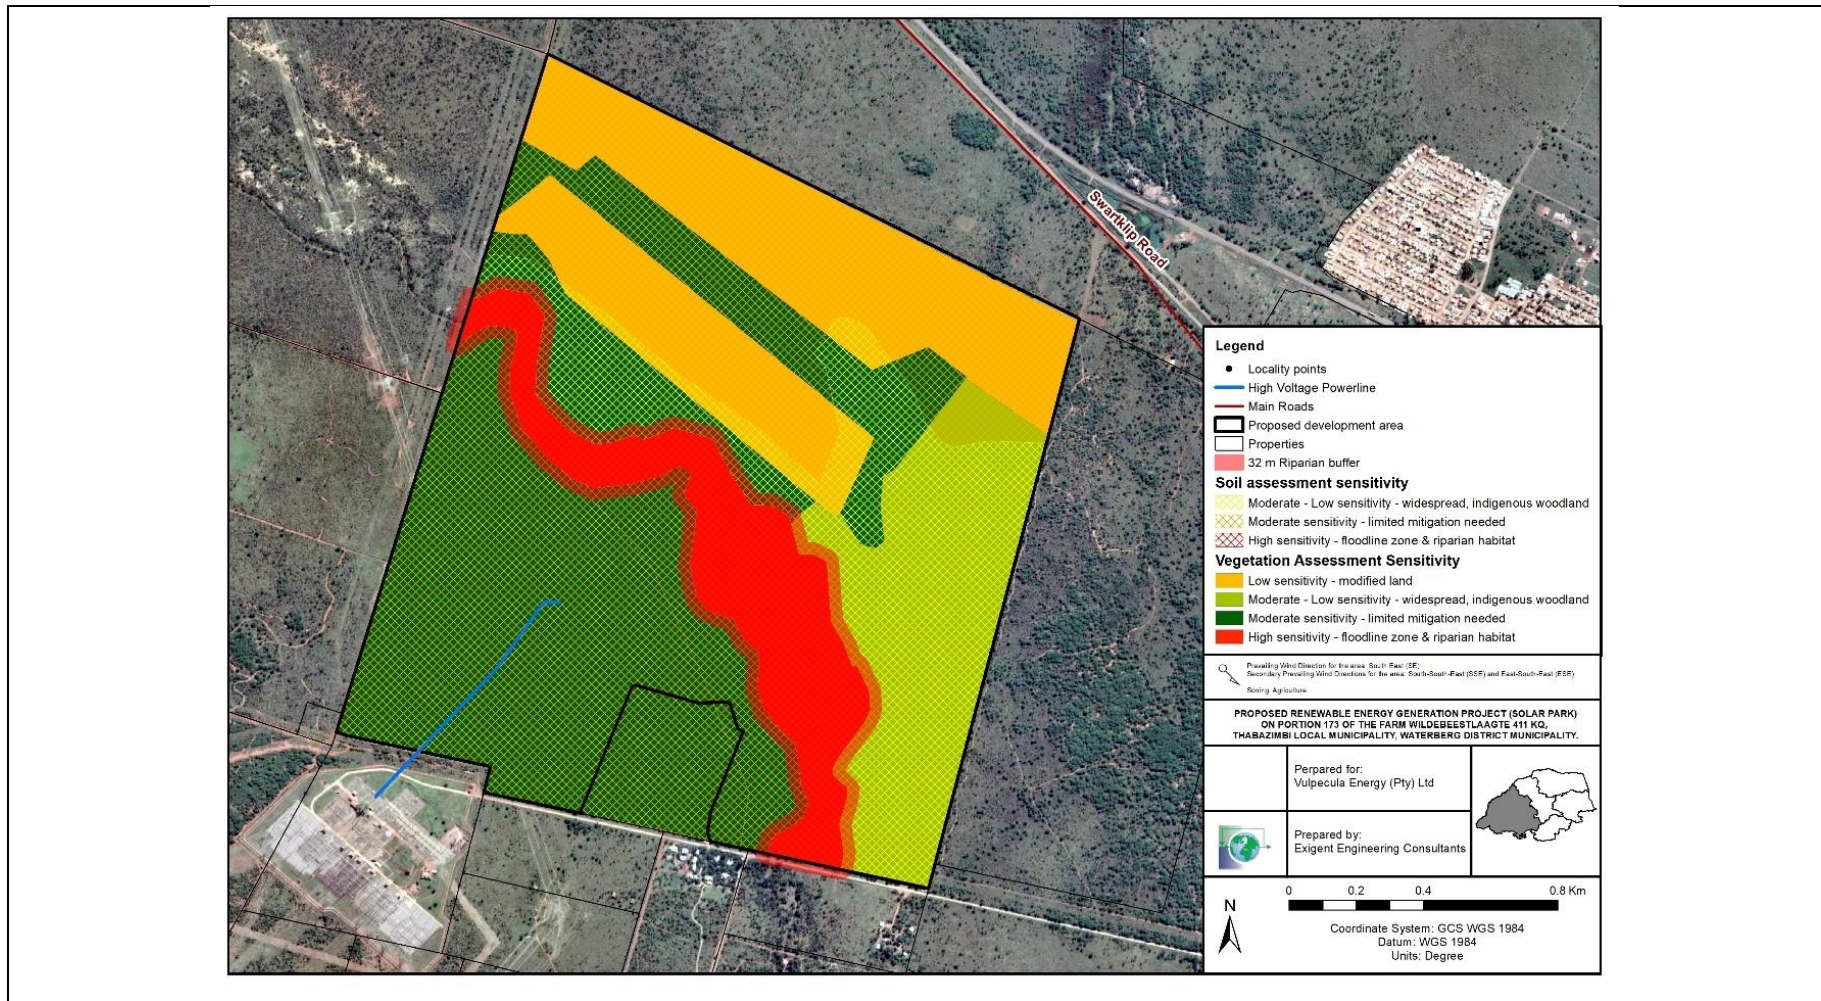 Swartklip Road
Legend
Locality points
High Voltage Powerline
Main Roads
Proposed development area
Properties
32 m Riparian buffer
Soil assessment sensitivity
Moderate - Low sensitivity - widespread, indigenous woodland
Moderate sensitivity - limited mitigation needed
High sensitivity - floodline zone & riparian habitat
Vegetation Assessment Sensitivity
Low sensitivity - modified land
Moderate - Low sensitivity - widespread, indigenous woodland
Moderate sensitivity - limited mitigation needed
High sensitivity - floodline zone & riparian habitat
Prevailing Wind Direction for the area: South East (SE)
Secondary Prevailing Wind Directions for the area: South-South-East (SSE) and East-South-East (ESE)
Agriculture
PROPOSED RENEWABLE ENERGY GENERATION PROJECT (SOLAR PARK)
ON PORTION 173 OF THE FARM WILDEBEESTLAAGTE 411 KQ,
THABAZIMBI LOCAL MUNICIPALITY, WATERBERG DISTRICT MUNICIPALITY.
Perpared for:
Vulpecula Energy (Pty) Ltd
Prepared by:
Exigent Engineering Consultants
0 0.2 0.4 0.8 Km
N
Coordinate System: GCS WGS 1984
Datum: WGS 1984
Units: Degree